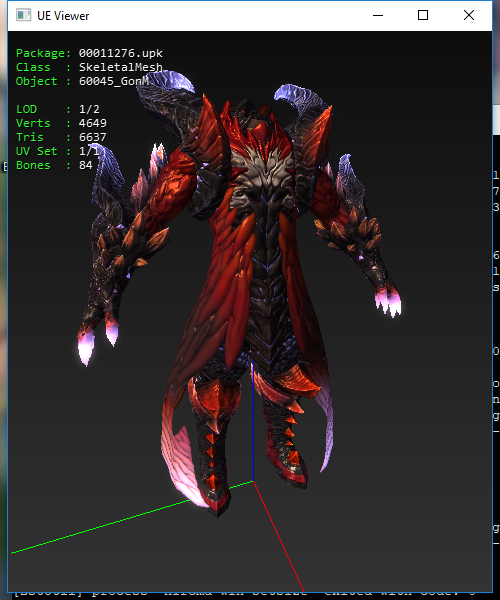 UE Viewer
Package: 00011276.upk
Class : SkeletalMesh
Object : 60045_GonM
LOD : 1/2
Verts : 4649
Tris : 6637
UV Set : 1/1
Bones : 84